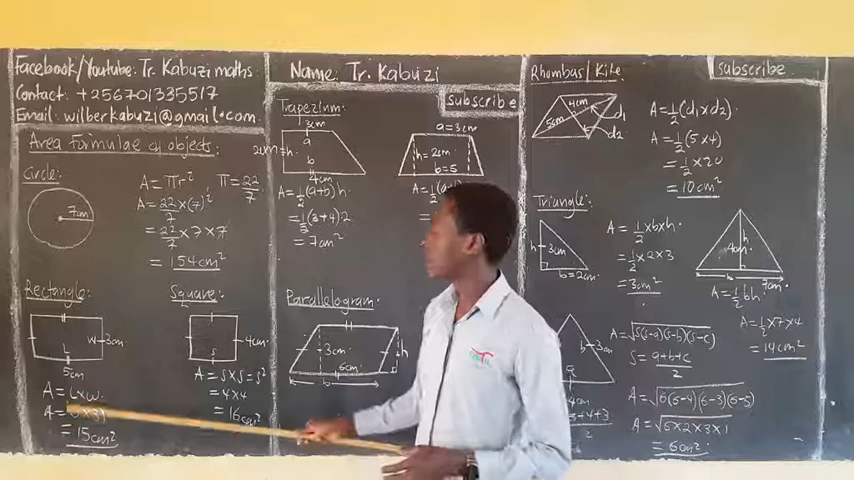 Facebook/Youtube: Tr. Kabuzi maths
Contact: +256701335517
Email: wilberkabuzi@gmail.com
Area Formulae of objects:
Circle:
7cm
A = πr² π = 22/7
A = 22/7 × (7)²
= 22/7 × 7 × 7
= 154cm²
Rectangle:
w = 3cm
L
5cm
A = L×w
= 15cm²
Square:
4cm
s
A = s×s = s²
= 4×4
= 16cm²
Name: Tr. Kabuzi
subscribe
Trapezium:
3cm
a
2cm = h
b
4cm
A = ½(a+b)h
(3+4)2
= 7cm²
a = 3cm
h = 2cm
b = 5
Parallelogram:
3cm
6cm
h
b
Rhombus/Kite
subscribe
4cm
5cm
d1
d2
A = ½(d1×d2)
A = ½(5×4)
= ½×20
= 10cm²
Triangle:
h
3cm
b = 2cm
A = ½×b×h
= ½×2×3
= 3cm²
h
4cm
b
7cm
A = ½bh
A = ½×7×4
= 14cm²
b
3cm
a
4cm
A = √s(s-a)(s-b)(s-c)
S = a+b+c/2
A = √6(6-4)(6-3)(6-5)
A = √6×2×3×1
= 6cm²